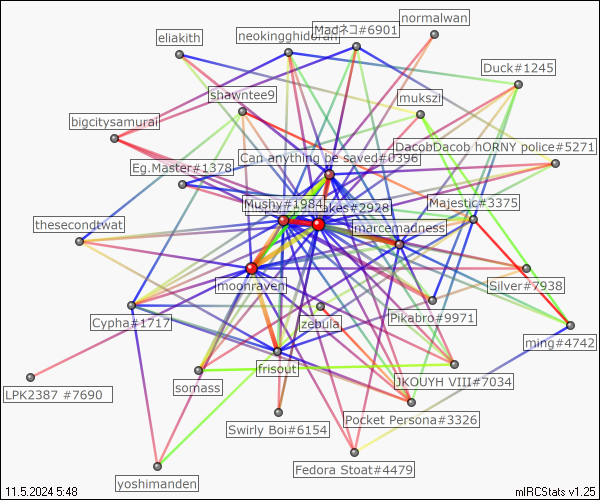 normalwan
Madネコ#6901
neokingghidorah
eliakith
Duck#1245
shawntee9
mukszi
bigcitysamurai
DacobDacob hORNY police#5271
Can anything be saved#0396
Eg.Master#1378
Majestic#3375
Mushy#1984
akes#2928
marcemadness
thesecondtwat
moonraven
Silver#7938
Pikabro#9971
Cypha#1717
zebula
ming#4742
frisout
JKOUYH VIII#7034
somass
LPK2387 #7690
Pocket Persona#3326
Swirly Boi#6154
Fedora Stoat#4479
yoshimanden
11.5.2024 5:48
mIRCStats v1.25